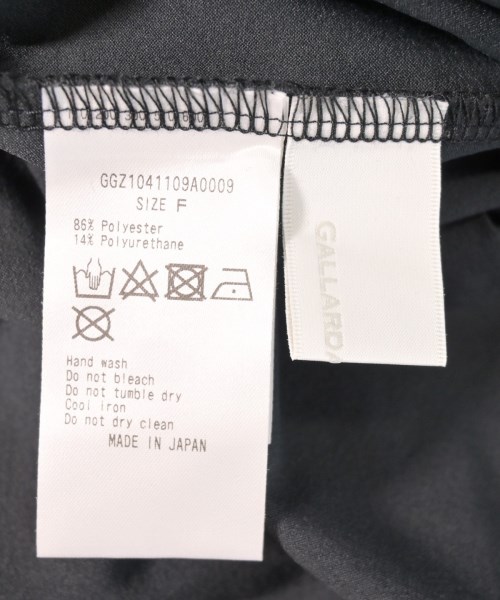 GGZ1041109A0009
SIZE F
86% Polyester
14% Polyurethane
Hand wash
Do not bleach
Do not tumble dry
Cool iron
Do not dry clean
MADE IN JAPAN
GALLARDA